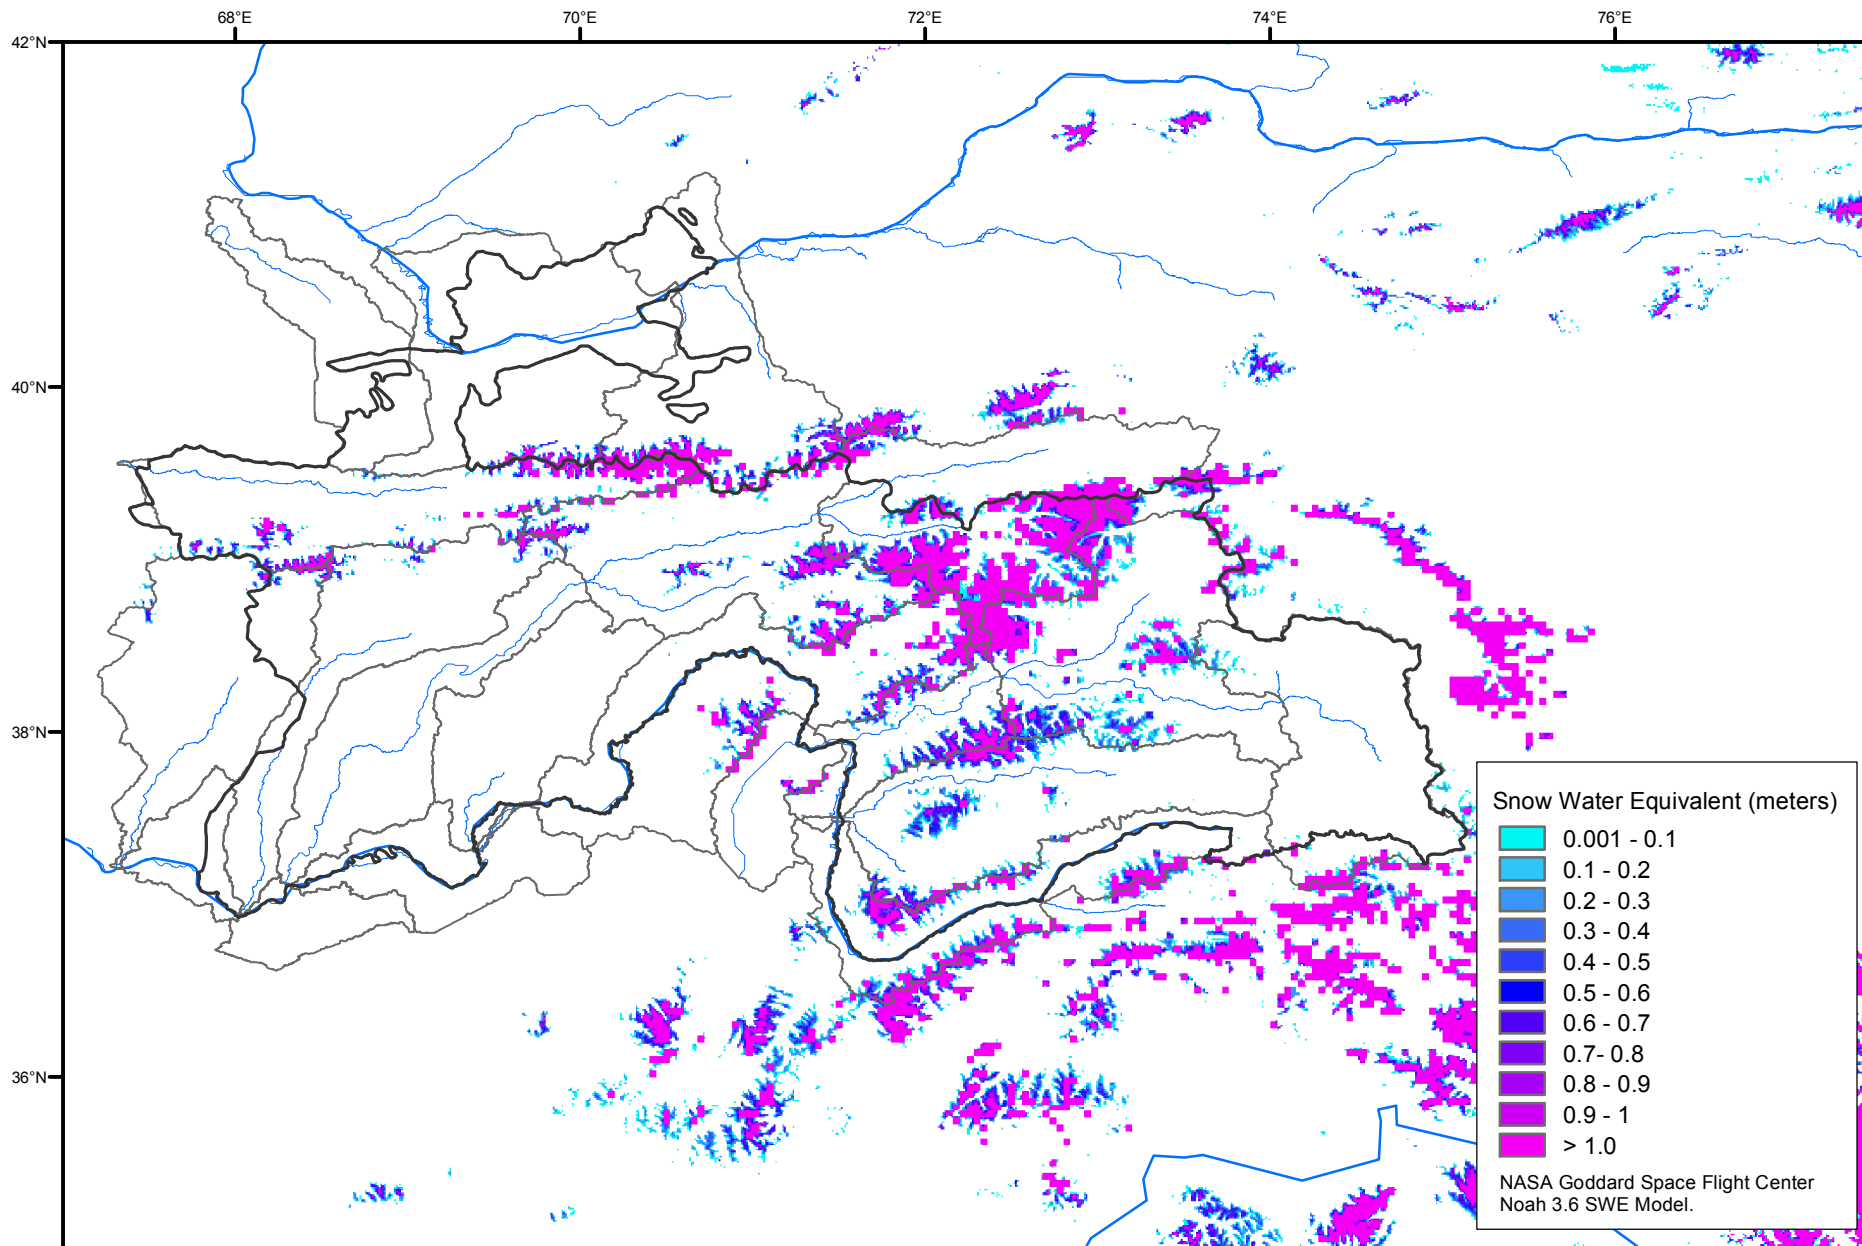 68°E 70°E 72°E 74°E 76°E
42°N
40°N
38°N
36°N
Snow Water Equivalent (meters)
0.001 - 0.1
0.1 - 0.2
0.2 - 0.3
0.3 - 0.4
0.4 - 0.5
0.5 - 0.6
0.6 - 0.7
0.7- 0.8
0.8 - 0.9
0.9 - 1
> 1.0
NASA Goddard Space Flight Center
Noah 3.6 SWE Model.